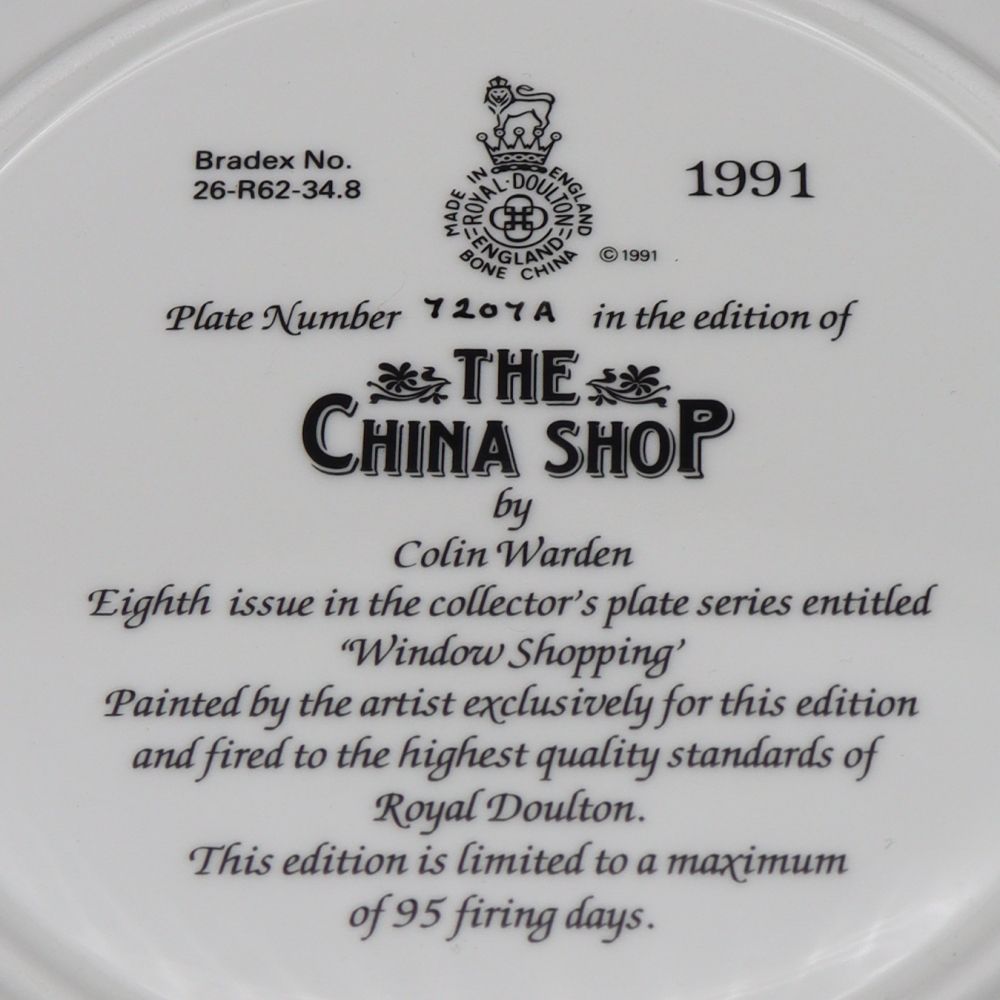 Bradex No.
26-R62-34.8
MADE IN ENGLAND
ROYAL·DOULTON
ENGLAND
BONE CHINA
© 1991
1991
Plate Number 7207A in the edition of
THE
CHINA SHOP
by
Colin Warden
Eighth issue in the collector's plate series entitled
'Window Shopping'
Painted by the artist exclusively for this edition
and fired to the highest quality standards of
Royal Doulton.
This edition is limited to a maximum
of 95 firing days.